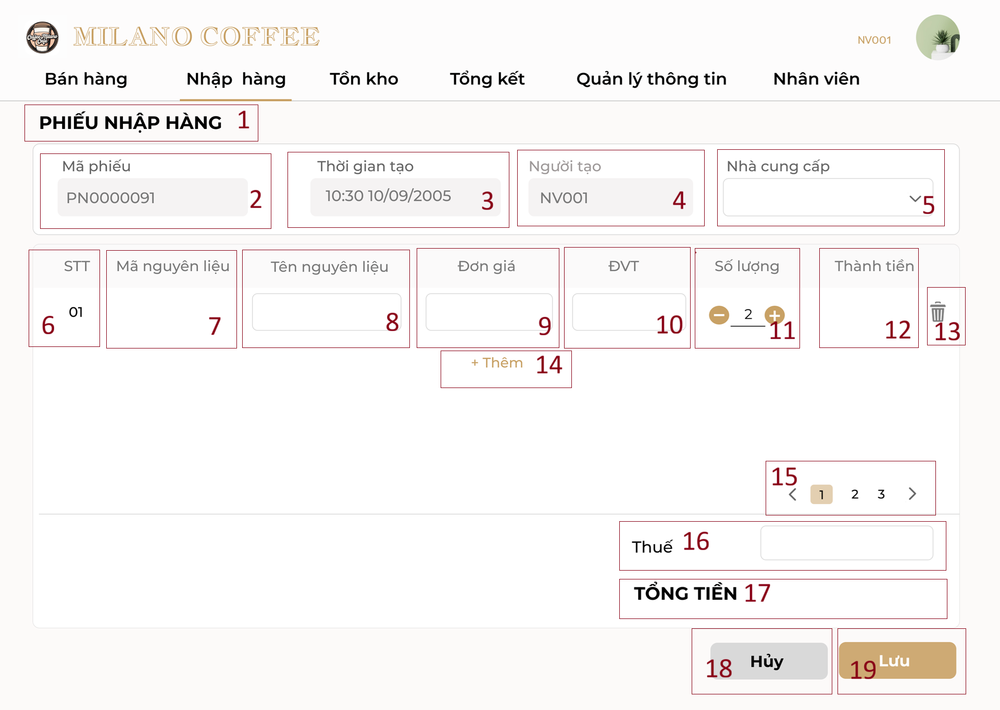 Coffee Milano
Cafe
MILANO COFFEE
NV001
Bán hàng
Nhập hàng
Tồn kho
Tổng kết
Quản lý thông tin
Nhân viên
PHIẾU NHẬP HÀNG 1
Mã phiếu
PN0000091 2
Thời gian tạo
10:30 10/09/2005 3
Người tạo
NV001 4
Nhà cung cấp
5
STT
Mã nguyên liệu
Tên nguyên liệu
Đơn giá
ĐVT
Số lượng
Thành tiền
6 01
7
8
9
10
2
11
12
13
+ Thêm 14
15
1 2 3
Thuế 16
TỔNG TIỀN 17
18 Hủy
19 Lưu